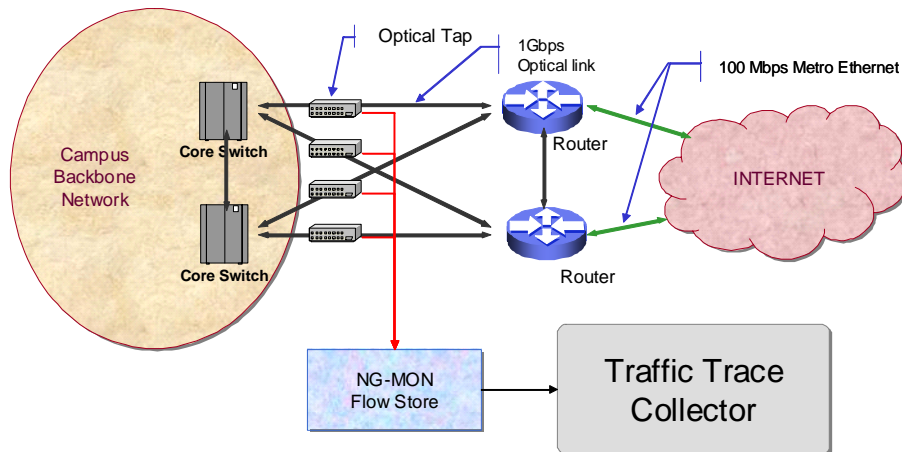 Optical Tap
1Gbps
Optical link
100 Mbps Metro Ethernet
Core Switch
Campus
Backbone
Network
Router
INTERNET
Core Switch
Router
NG-MON
Flow Store
Traffic Trace
Collector